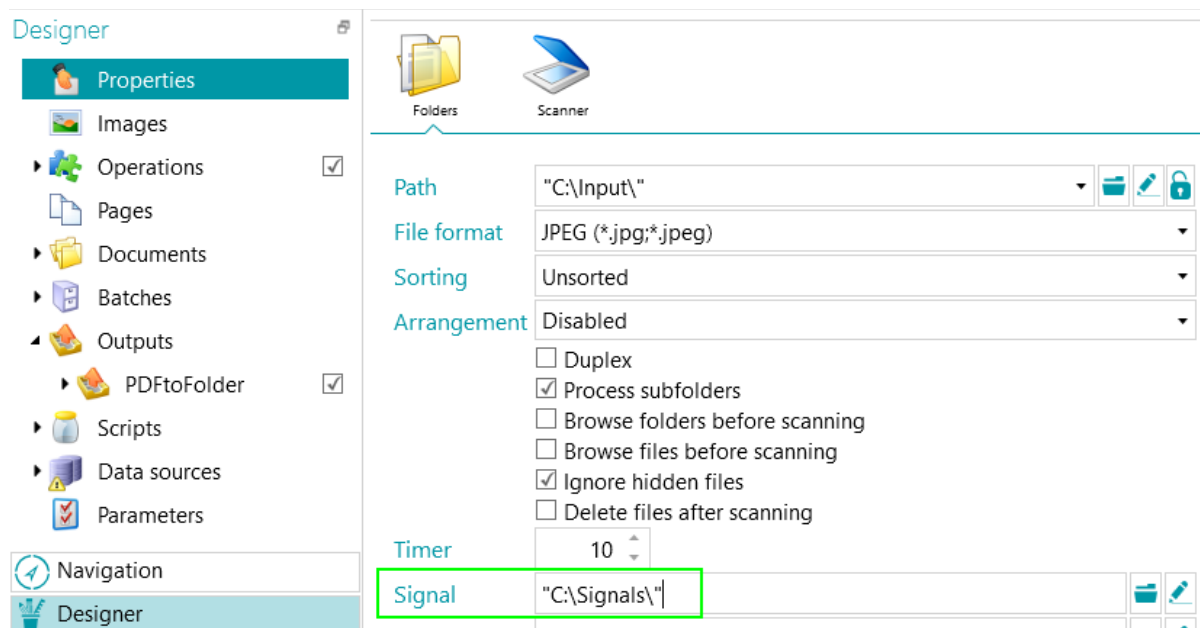 Designer
Properties
Images
Operations
Pages
Documents
Batches
Outputs
PDFtoFolder
Scripts
Data sources
Parameters
Navigation
Designer
Folders
Scanner
Path "C:\Input\"
File format JPEG (*.jpg;*.jpeg)
Sorting Unsorted
Arrangement Disabled
Duplex
Process subfolders
Browse folders before scanning
Browse files before scanning
Ignore hidden files
Delete files after scanning
Timer 10
Signal "C:\Signals\"